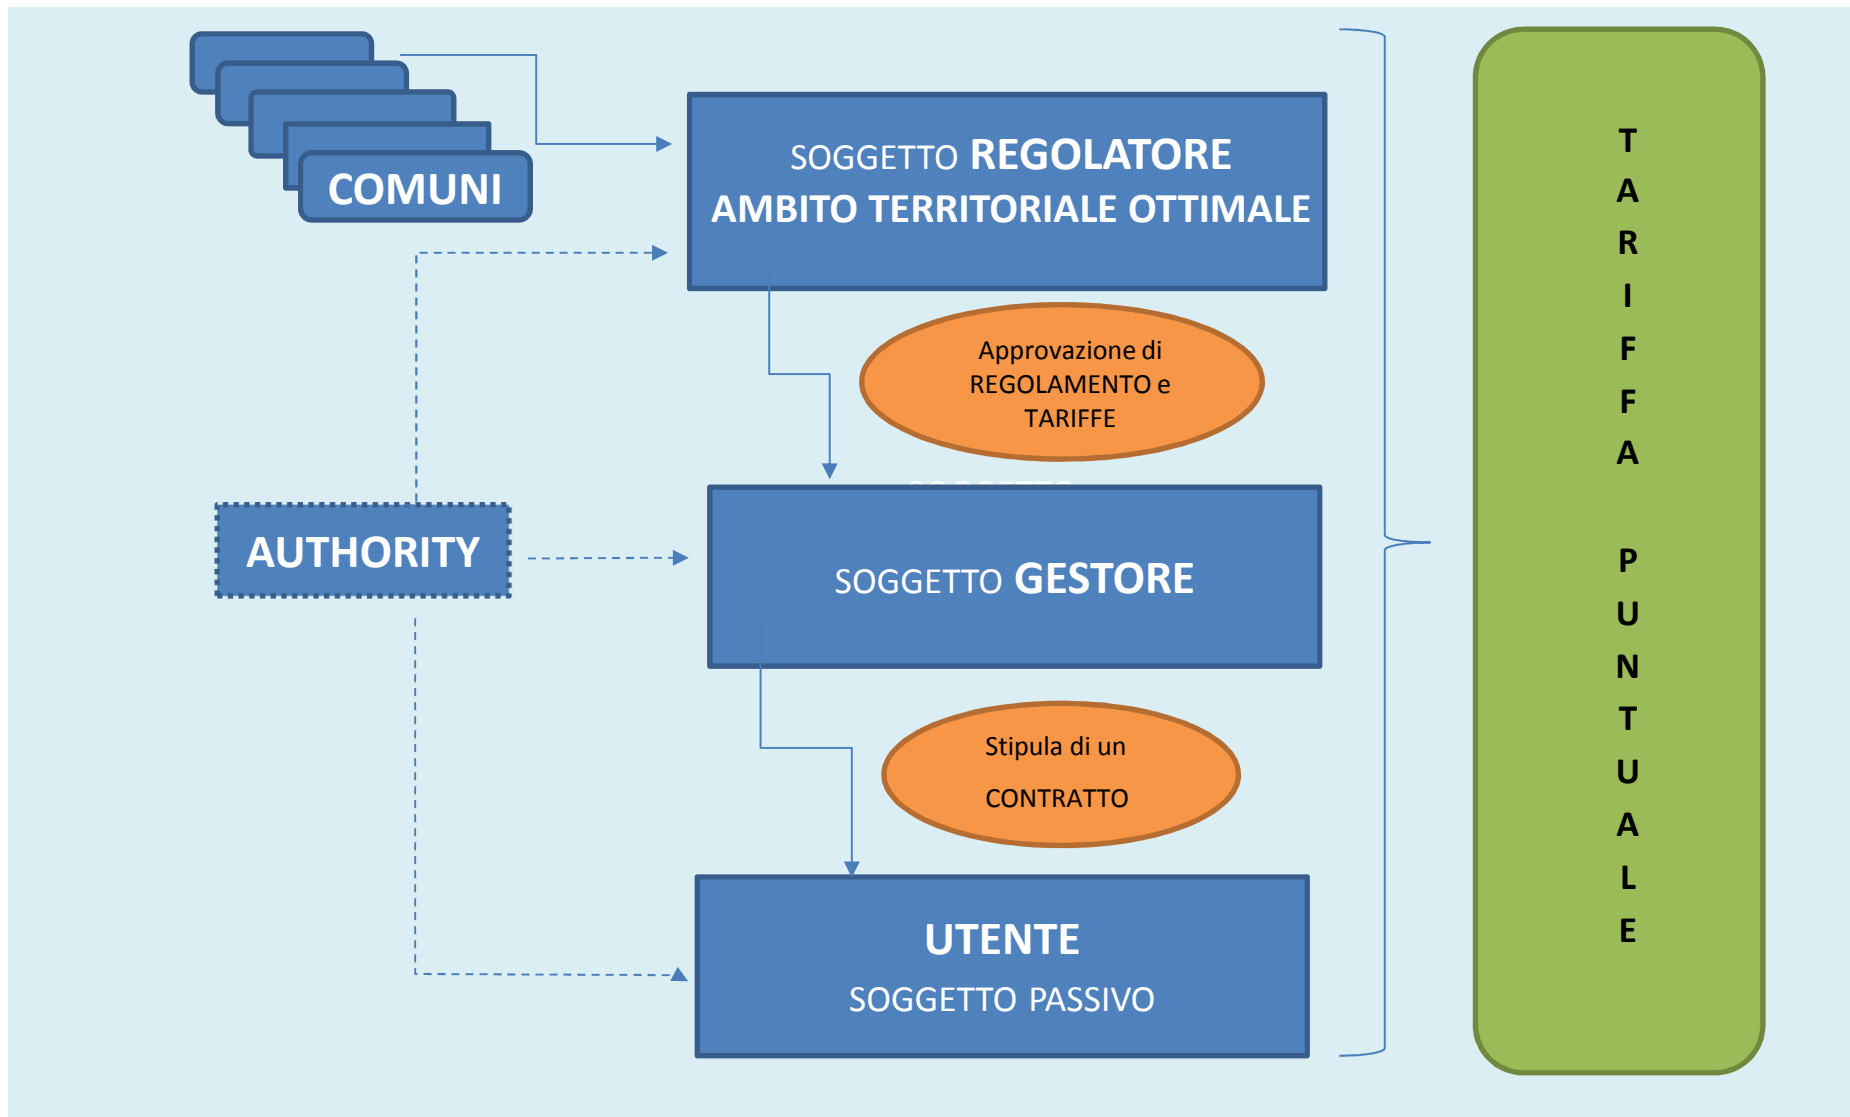 COMUNI
SOGGETTO REGOLATORE
AMBITO TERRITORIALE OTTIMALE
Approvazione di
REGOLAMENTO e
TARIFFE
SOGGETTO
AUTHORITY
SOGGETTO GESTORE
Stipula di un
CONTRATTO
UTENTE
SOGGETTO PASSIVO
T
A
R
I
F
F
A
P
U
N
T
U
A
L
E